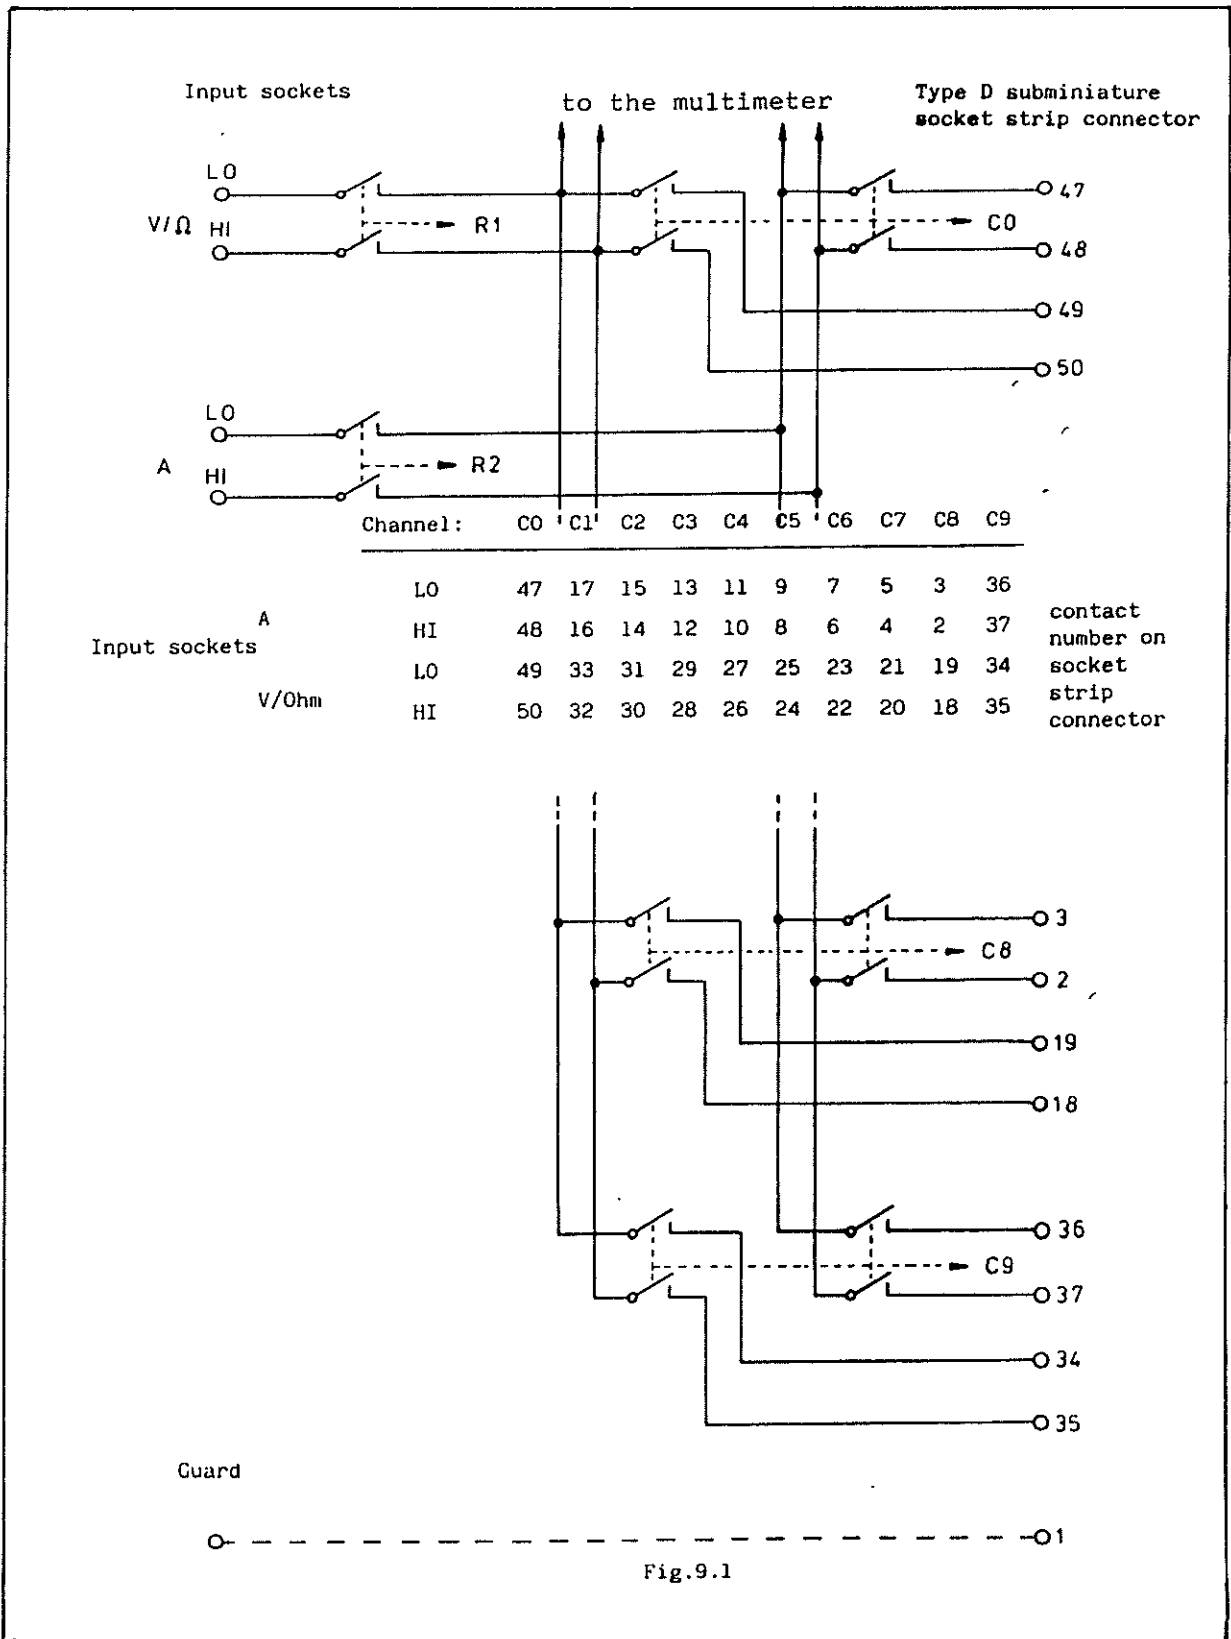 Input sockets
to the multimeter
Type D subminiature
socket strip connector
LO
47
V/Ω HI
R1
C0
48
49
50
LO
A
R2
HI
Channel: C0 C1 C2 C3 C4 C5 C6 C7 C8 C9
LO 47 17 15 13 11 9 7 5 3 36
A
HI 48 16 14 12 10 8 6 4 2 37
Input sockets
LO 49 33 31 29 27 25 23 21 19 34
V/Ohm
HI 50 32 30 28 26 24 22 20 18 35
contact
number on
socket
strip
connector
3
C8
2
19
18
36
C9
37
34
35
Guard
1
Fig.9.1